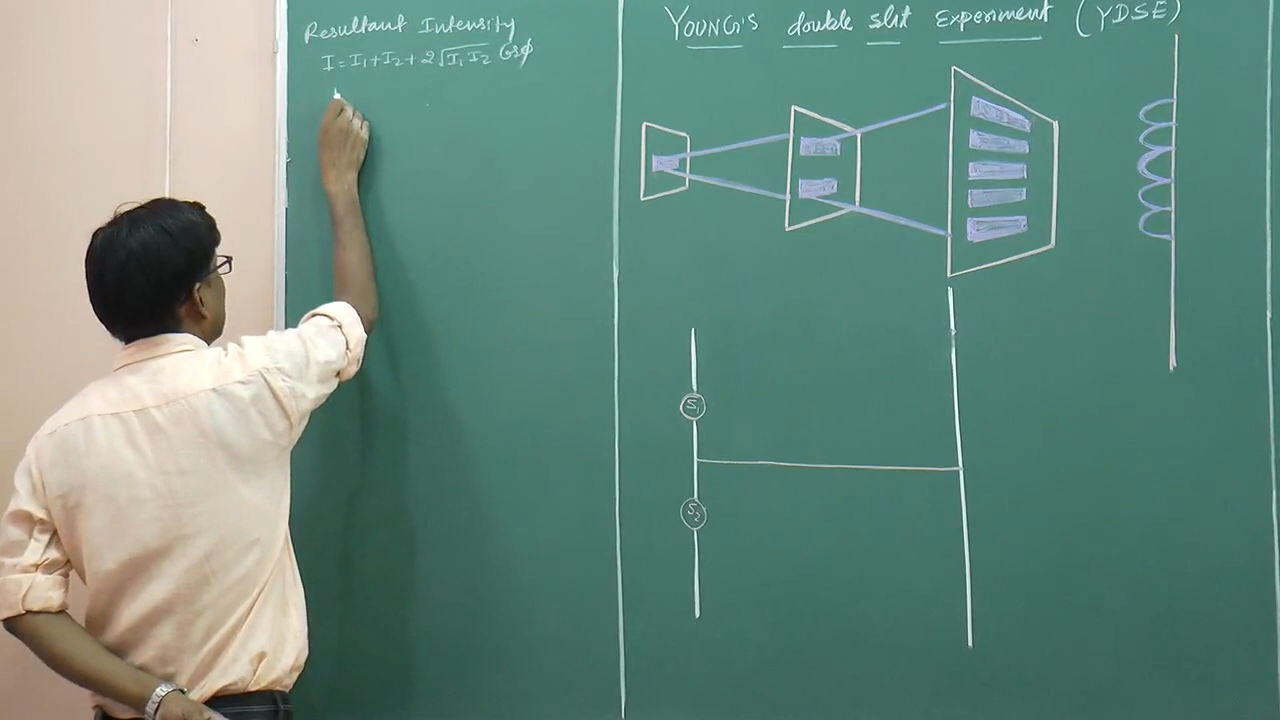 Resultant Intensity
I = I₁ + I₂ + 2√I₁ I₂ Cosϕ
YOUNG'S double slit Experiment (YDSE)
S₁
S₂